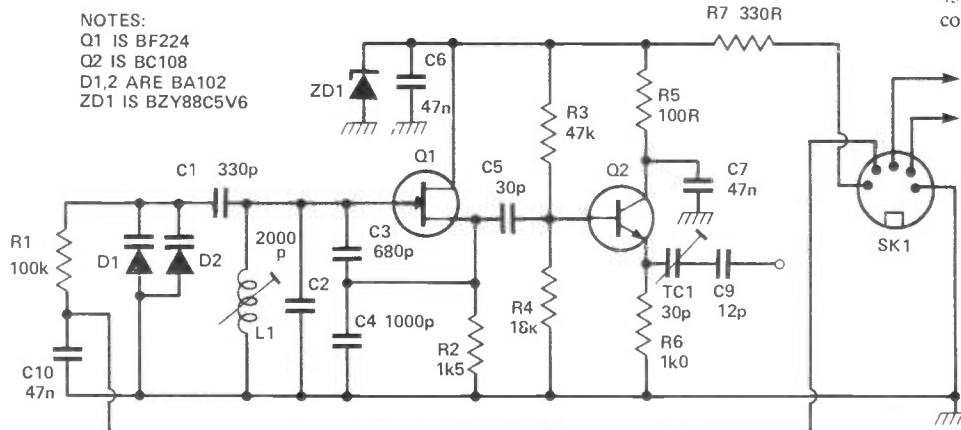 NOTES:
Q1 IS BF224
Q2 IS BC108
D1,2 ARE BA102
ZD1 IS BZY88C5V6
R7 330R
co
ZD1
C6
47n
R3
47k
R5
100R
C1 330p
Q1
C5
30p
Q2
C7
47n
SK1
R1
100k
D1
D2
2000
p
C3
680p
C2
L1
C4 1000p
R2
1k5
R4
18k
TC1
30p
C9
12p
R6
1k0
C10
47n